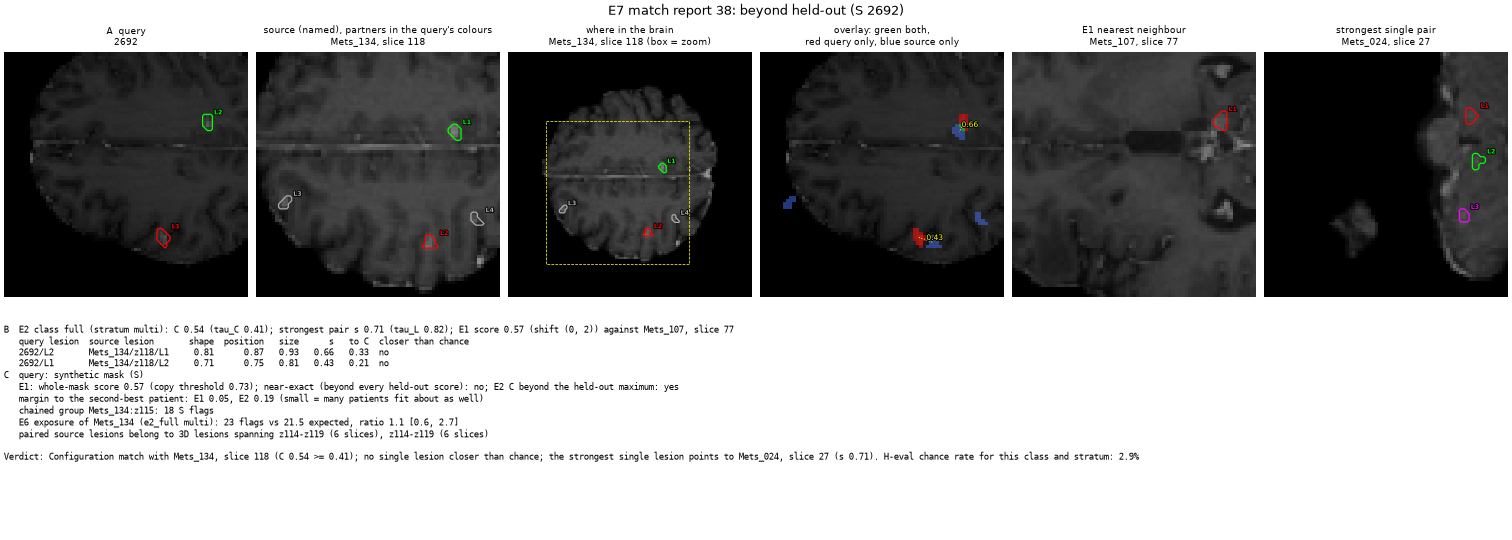 E7 match report 38: beyond held-out (S 2692)
A query
2692
source (named), partners in the query's colours
Mets_134, slice 118
where in the brain
Mets_134, slice 118 (box = zoom)
overlay: green both,
red query only, blue source only
E1 nearest neighbour
Mets_107, slice 77
strongest single pair
Mets_024, slice 27
L2
L1
L1
L3
L4
L2
L1
L3
L4
L2
0.66
0.43
L1
L1
L2
L3
B E2 class full (stratum multi): C 0.54 (tau_C 0.41); strongest pair s 0.71 (tau_L 0.82); E1 score 0.57 (shift (0, 2)) against Mets_107, slice 77
query lesion source lesion shape position size s to C closer than chance
2692/L2 Mets_134/z118/L1 0.81 0.87 0.93 0.66 0.33 no
2692/L1 Mets_134/z118/L2 0.71 0.75 0.81 0.43 0.21 no
C query: synthetic mask (S)
E1: whole-mask score 0.57 (copy threshold 0.73); near-exact (beyond every held-out score): no; E2 C beyond the held-out maximum: yes
margin to the second-best patient: E1 0.05, E2 0.19 (small = many patients fit about as well)
chained group Mets_134:z115: 18 S flags
E6 exposure of Mets_134 (e2_full multi): 23 flags vs 21.5 expected, ratio 1.1 [0.6, 2.7]
paired source lesions belong to 3D lesions spanning z114-z119 (6 slices), z114-z119 (6 slices)
Verdict: Configuration match with Mets_134, slice 118 (C 0.54 >= 0.41); no single lesion closer than chance; the strongest single lesion points to Mets_024, slice 27 (s 0.71). H-eval chance rate for this class and stratum: 2.9%